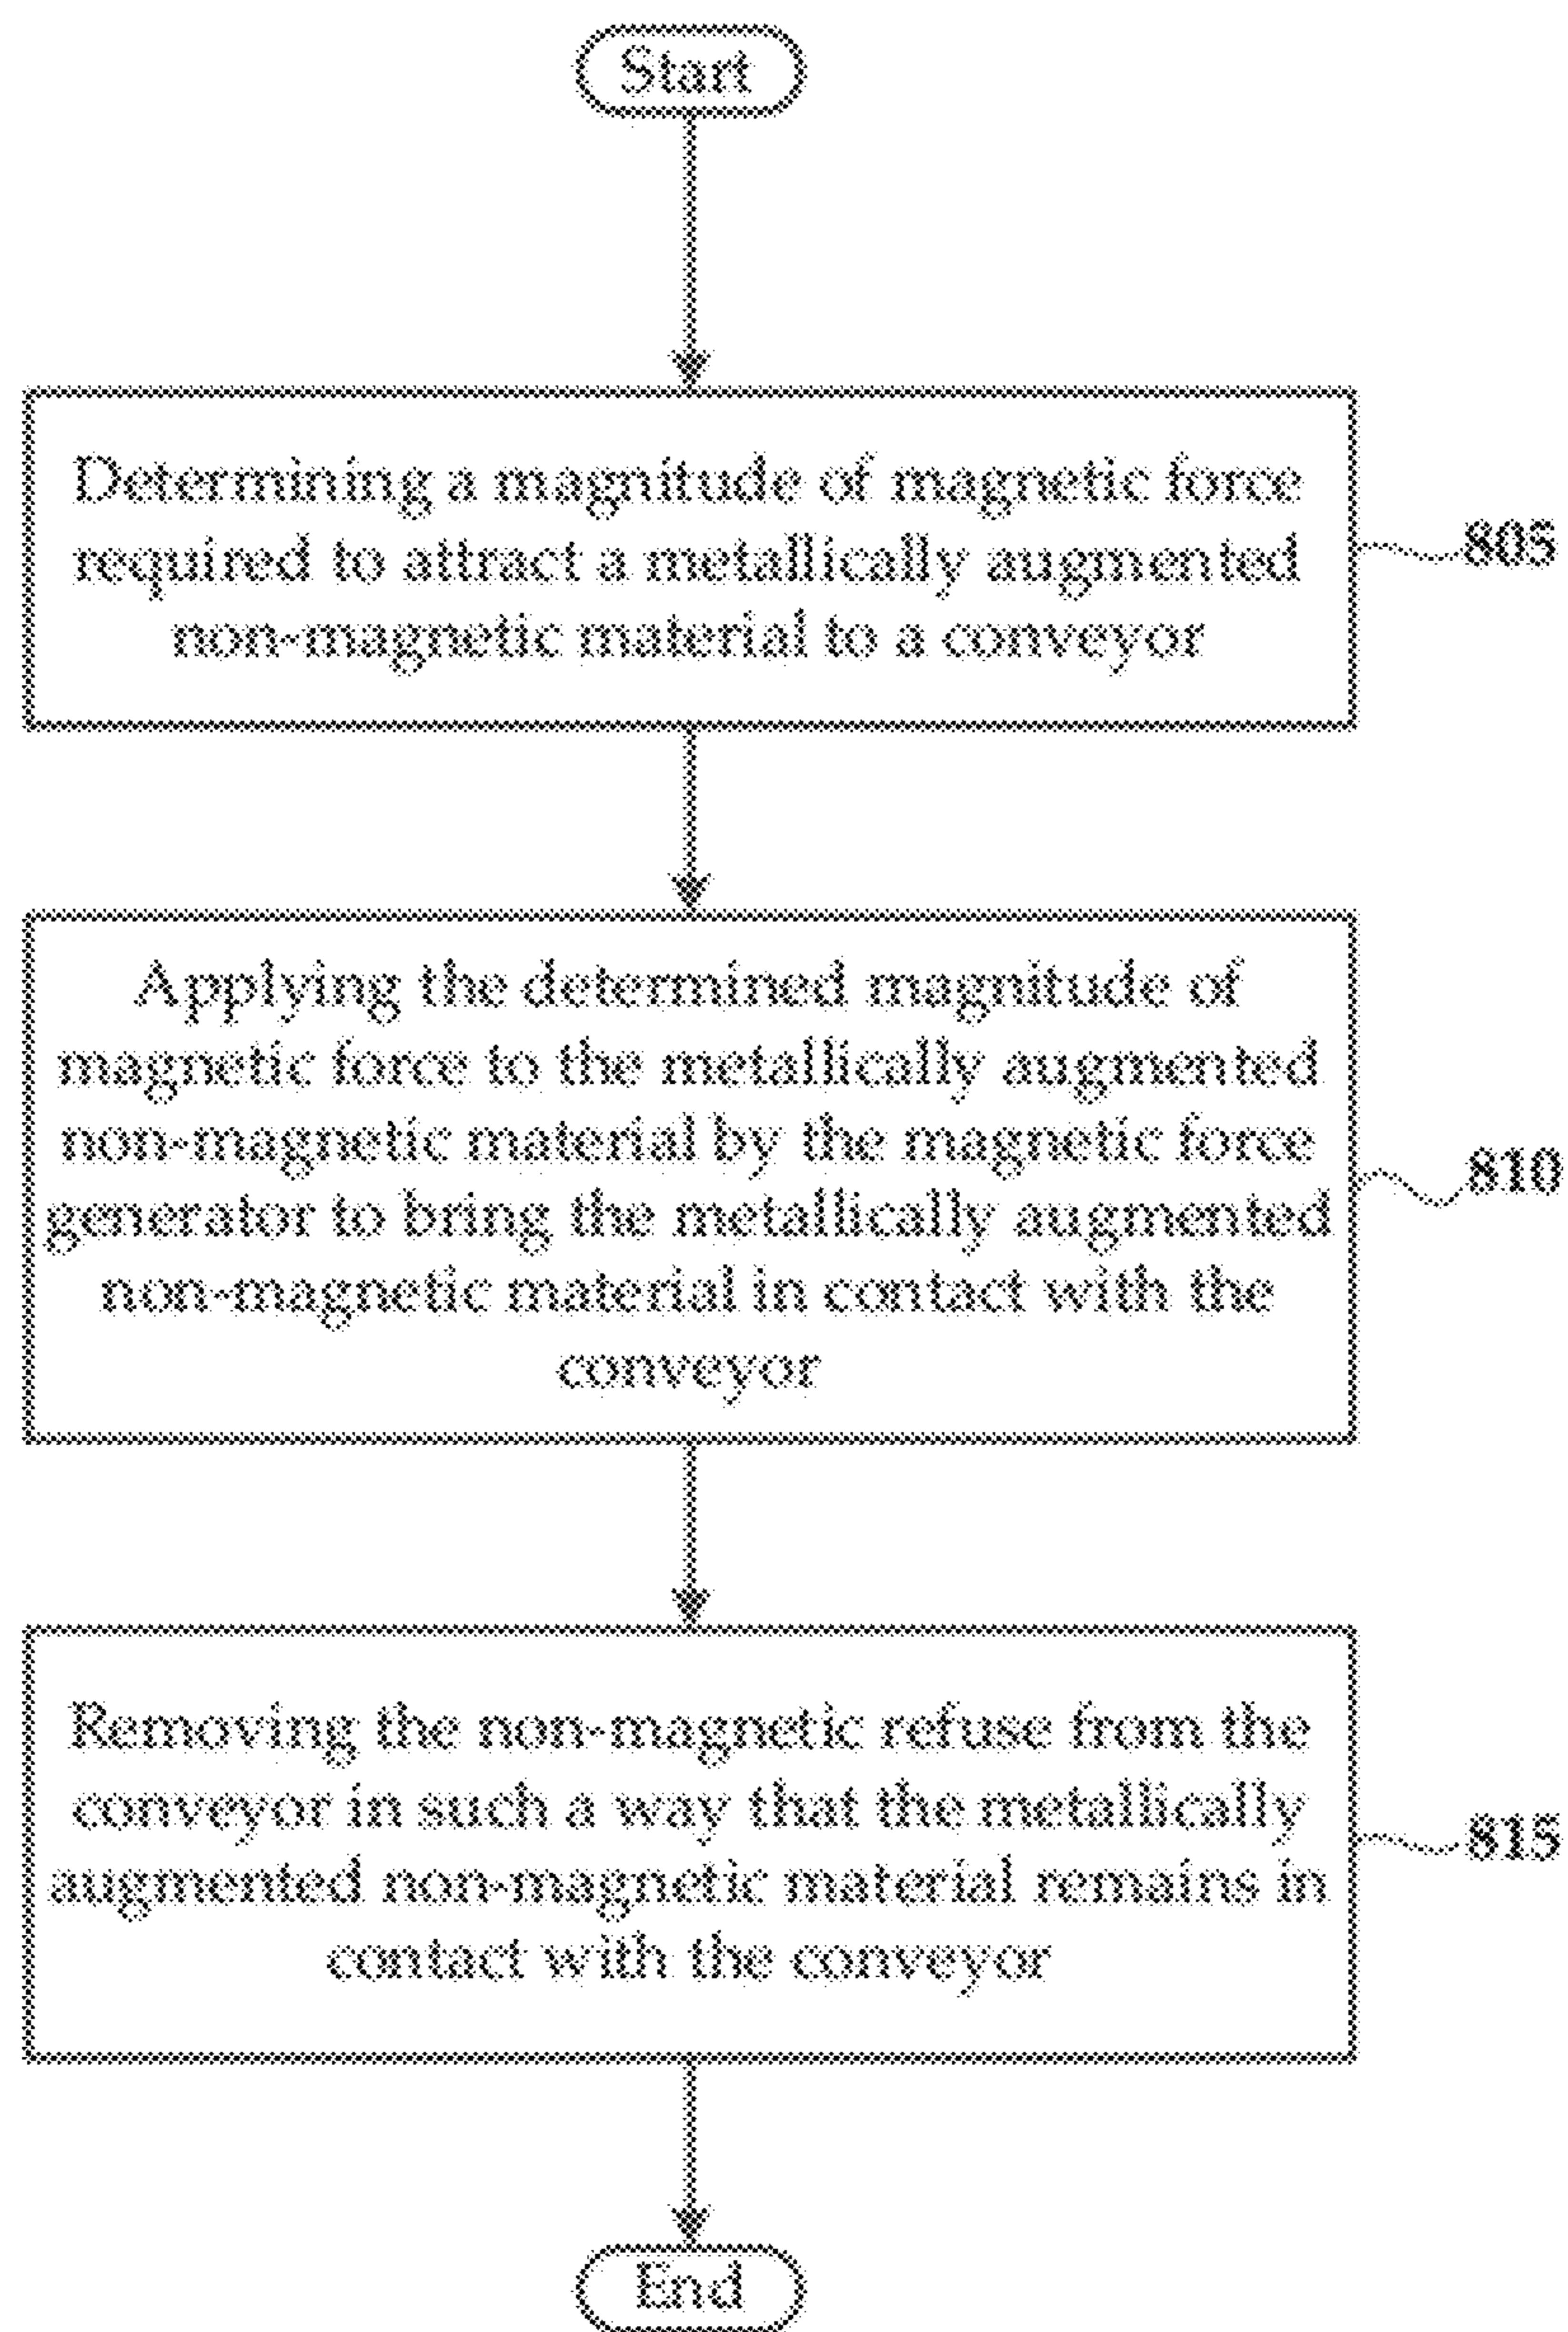 Start
Determining a magnitude of magnetic force
required to attract a metallically augmented
non-magnetic material to a conveyor
805
Applying the determined magnitude of
magnetic force to the metallically augmented
non-magnetic material by the magnetic force
generator to bring the metallically augmented
non-magnetic material in contact with the
conveyor
810
Removing the non-magnetic refuse from the
conveyor in such a way that the metallically
augmented non-magnetic material remains in
contact with the conveyor
815
End